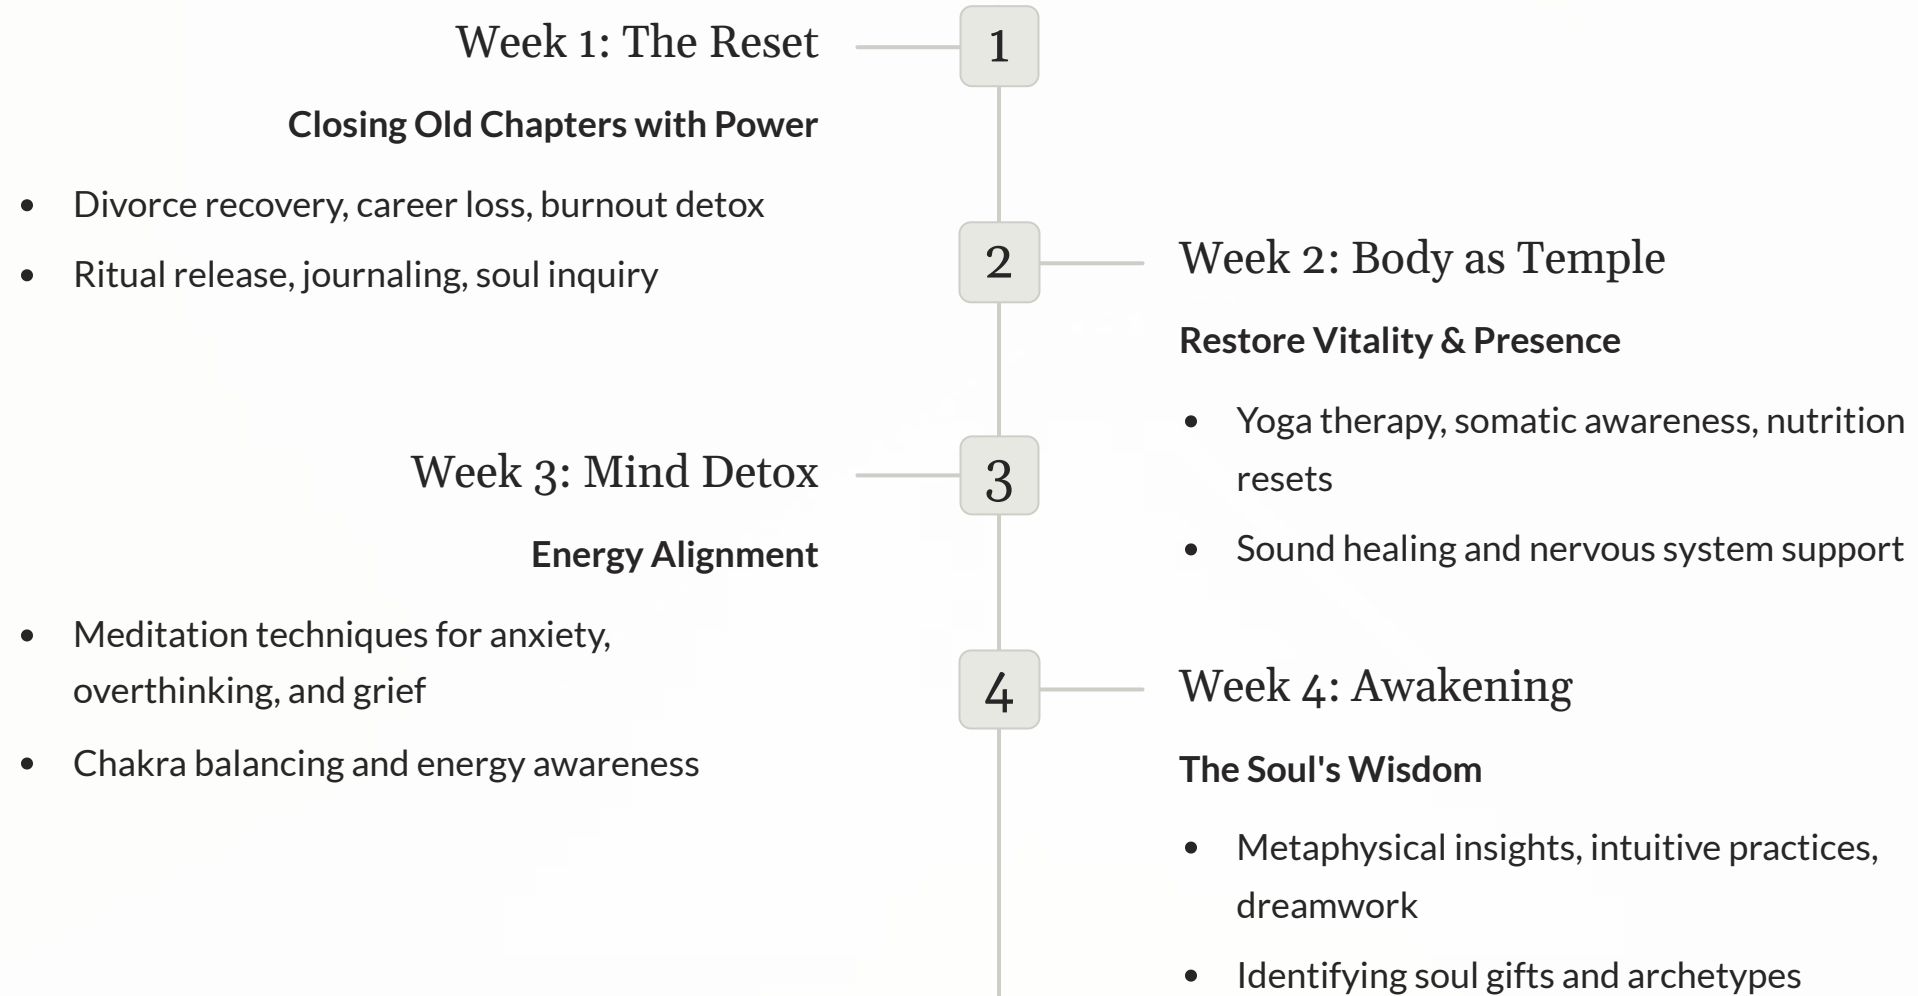 Week 1: The Reset
1
Closing Old Chapters with Power
• Divorce recovery, career loss, burnout detox
• Ritual release, journaling, soul inquiry
2
Week 2: Body as Temple
Restore Vitality & Presence
• Yoga therapy, somatic awareness, nutrition
resets
• Sound healing and nervous system support
Week 3: Mind Detox
3
Energy Alignment
• Meditation techniques for anxiety,
overthinking, and grief
• Chakra balancing and energy awareness
4
Week 4: Awakening
The Soul's Wisdom
• Metaphysical insights, intuitive practices,
dreamwork
• Identifying soul gifts and archetypes